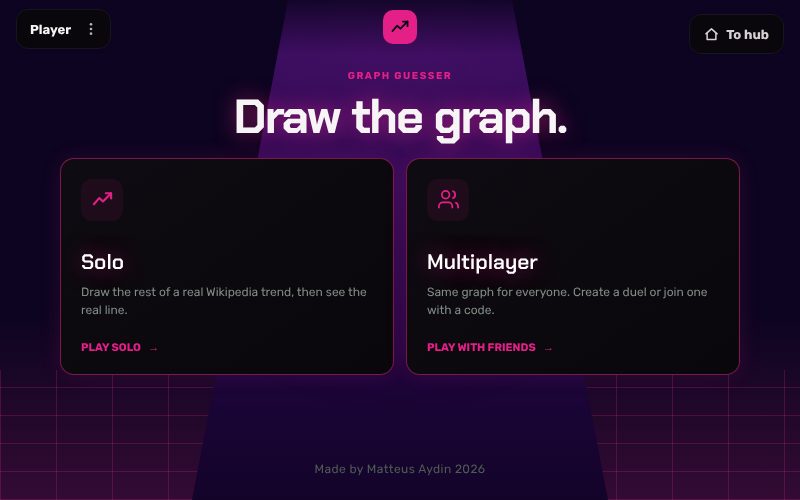 Player
To hub
GRAPH GUESSER
Draw the graph.
Solo
Draw the rest of a real Wikipedia trend, then see the
real line.
PLAY SOLO →
Multiplayer
Same graph for everyone. Create a duel or join one
with a code.
PLAY WITH FRIENDS →
Made by Matteus Aydin 2026